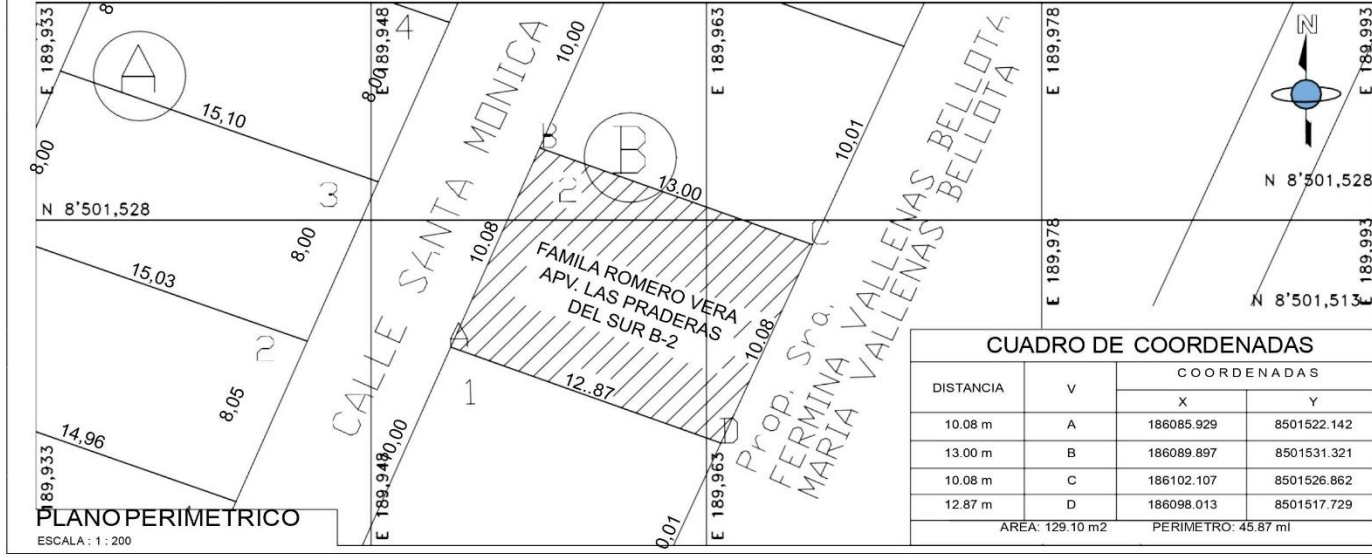 E 189,933
8
4
E 189,948
10,00
E 189,963
E 189,978
E 189,993
N
A
15,10
8,00
8,00
B
B
2
13.00
10,01
3
N 8'501,528
N 8'501,528
CALLE SANTA MONICA
8,00
10.08
C
15,03
FAMILA ROMERO VERA
APV. LAS PRADERAS
DEL SUR B-2
E 189,978
E 189,993
N 8'501,513
2
A
10.08
1
12..87
D
8,05
10,00
14,96
Prop. Sra.
FERMINA VALLENAS BELLOTA
MARIA VALLENAS BELLOTA
189,933
E 189,948
E 189,963
0,01
PLANO PERIMETRICO
ESCALA : 1 : 200
CUADRO DE COORDENADAS
DISTANCIA V COORDENADAS
X Y
10.08 m A 186085.929 8501522.142
13.00 m B 186089.897 8501531.321
10.08 m C 186102.107 8501526.862
12.87 m D 186098.013 8501517.729
AREA: 129.10 m2 PERIMETRO: 45.87 ml